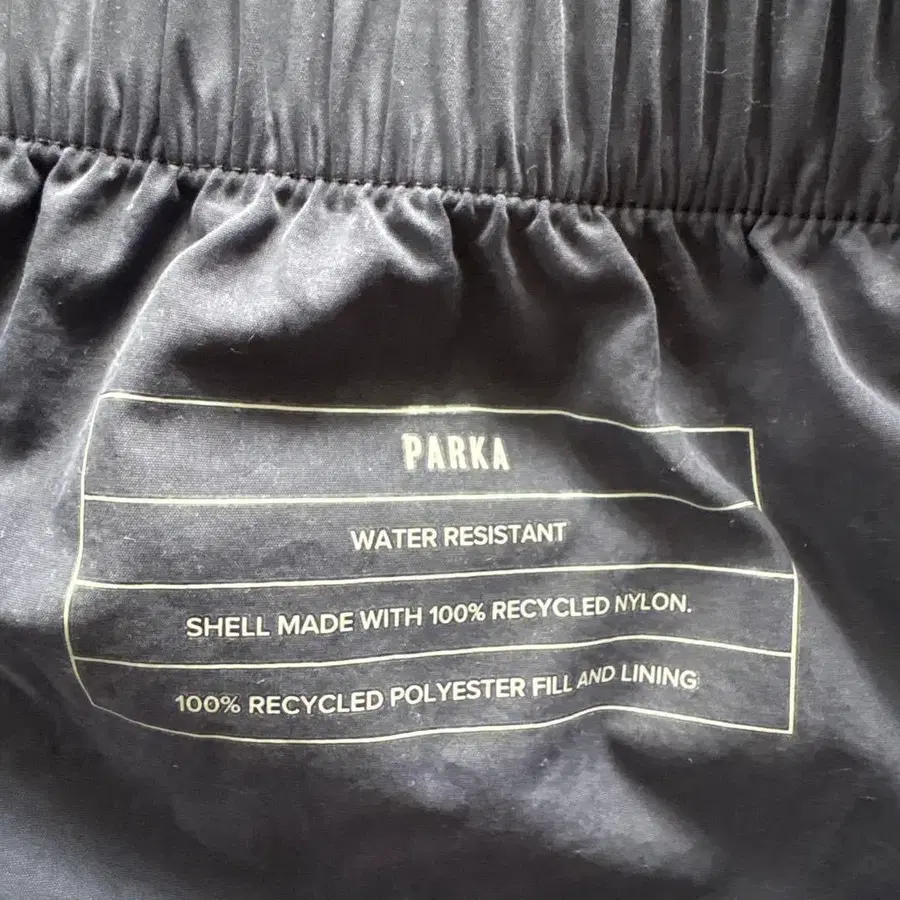 PARKA
WATER RESISTANT
SHELL MADE WITH 100% RECYCLED NYLON.
100% RECYCLED POLYESTER FILL AND LINING